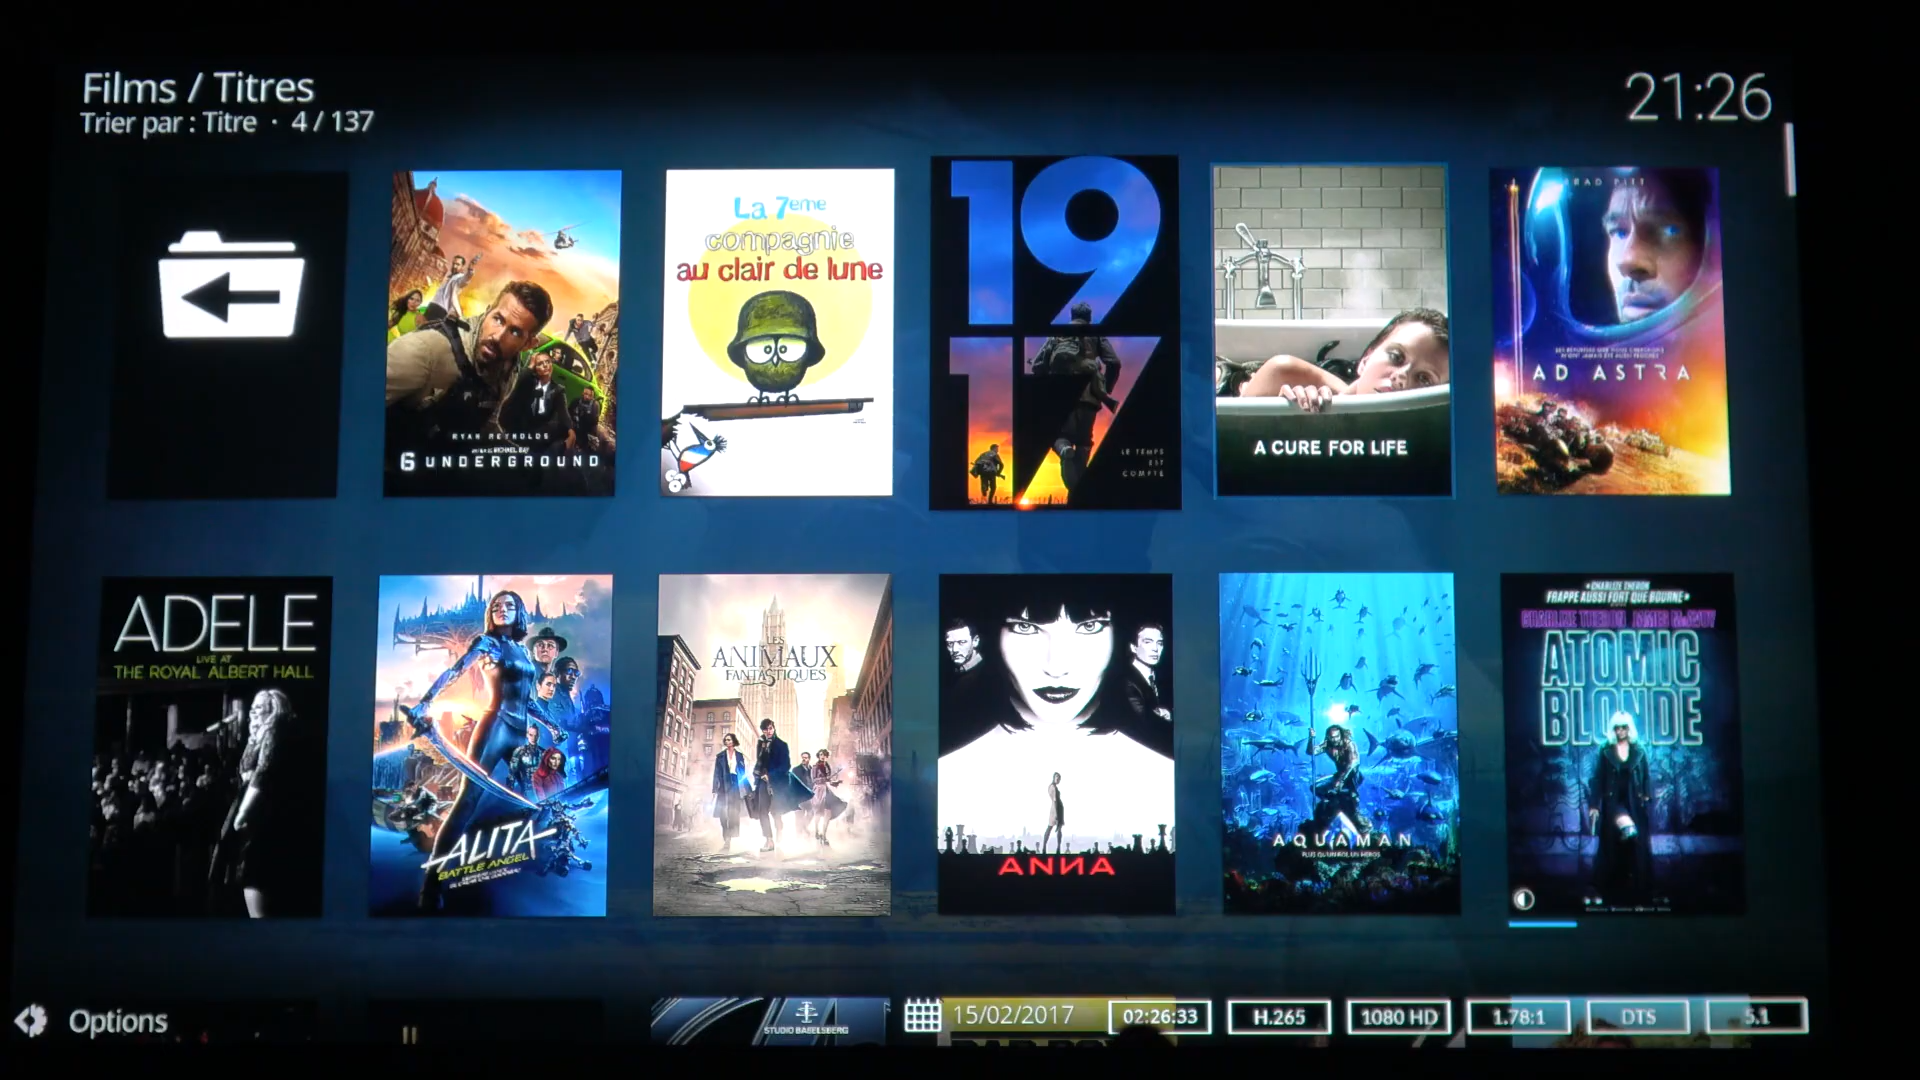 Films / Titres
Trier par : Titre · 4 / 137
21:26
RYAN REYNOLDS
6 UNDERGROUND
La 7eme
compagnie
au clair de lune
19
17
LE TEMPS
EST
COMPTÉ
A CURE FOR LIFE
BRAD PITT
AD ASTRA
ADELE
LIVE AT
THE ROYAL ALBERT HALL
ALITA
BATTLE ANGEL
LES
ANIMAUX
FANTASTIQUES
ANNA
AQUAMAN
CHARLIZE THERON
FRAPPE AUSSI FORT QUE BOURNE
CHARLIZE THERON JAMES McAVOY
ATOMIC
BLONDE
Options
STUDIO BABELSBERG
15/02/2017
02:26:33
H.265
1080 HD
1.78:1
DTS
5.1